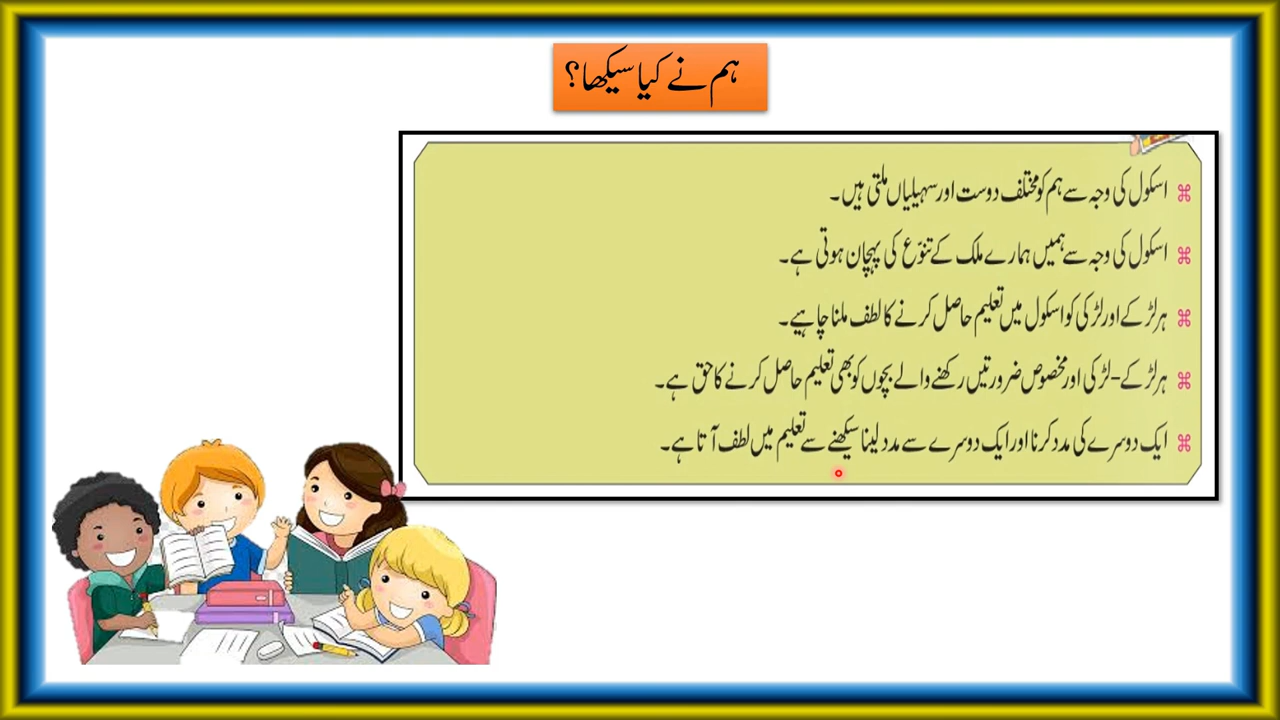 ہم نے کیا سیکھا؟
اسکول کی وجہ سے ہم کو مختلف دوست اور سہیلیاں ملتی ہیں۔
اسکول کی وجہ سے ہمیں ہمارے ملک کے تنوّع کی پہچان ہوتی ہے۔
ہر لڑکے اور لڑکی کو اسکول میں تعلیم حاصل کرنے کا لطف ملنا چاہیے۔
ہر لڑکے-لڑکی اور مخصوص ضرورتیں رکھنے والے بچوں کو بھی تعلیم حاصل کرنے کا حق ہے۔
ایک دوسرے کی مدد کرنا اور ایک دوسرے سے مدد لینا سیکھنے سے تعلیم میں لطف آتا ہے۔